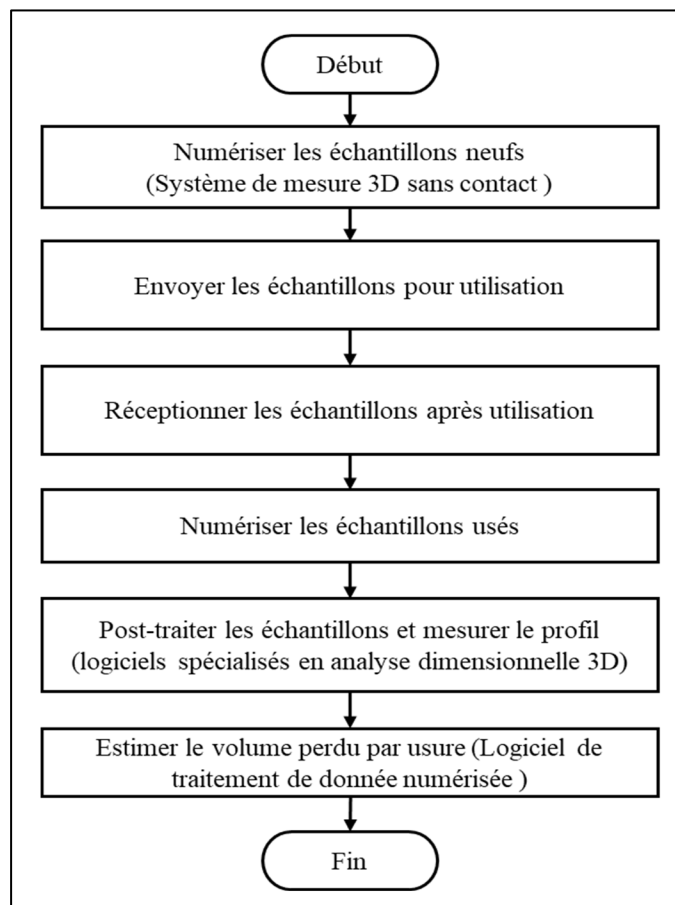 Début
Numériser les échantillons neufs
(Système de mesure 3D sans contact )
Envoyer les échantillons pour utilisation
Réceptionner les échantillons après utilisation
Numériser les échantillons usés
Post-traiter les échantillons et mesurer le profil
(logiciels spécialisés en analyse dimensionnelle 3D)
Estimer le volume perdu par usure (Logiciel de
traitement de donnée numérisée )
Fin